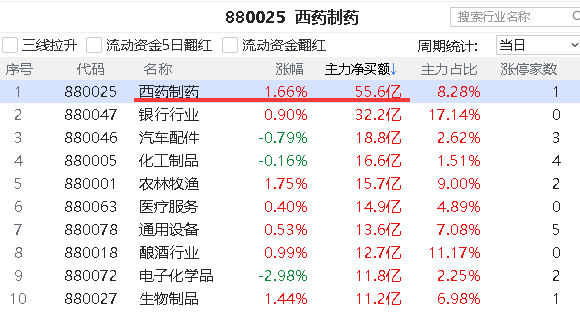 880025 西药制药
搜索行业名称
三线拉升 流动资金5日翻红 流动资金翻红 周期统计: 当日
序号 代码 名称 涨幅 主力净买额↓ 主力占比 涨停家数
1 880025 西药制药 1.66% 55.6亿 8.28% 1
2 880047 银行行业 0.90% 32.2亿 17.14% 0
3 880046 汽车配件 -0.79% 18.8亿 2.62% 3
4 880005 化工制品 -0.16% 16.6亿 1.51% 4
5 880001 农林牧渔 1.75% 15.7亿 9.00% 2
6 880063 医疗服务 0.40% 14.9亿 4.89% 0
7 880078 通用设备 0.53% 13.6亿 7.08% 5
8 880018 酿酒行业 0.99% 12.7亿 11.17% 0
9 880072 电子化学品 -2.98% 11.8亿 2.25% 2
10 880027 生物制品 1.44% 11.2亿 6.98% 1